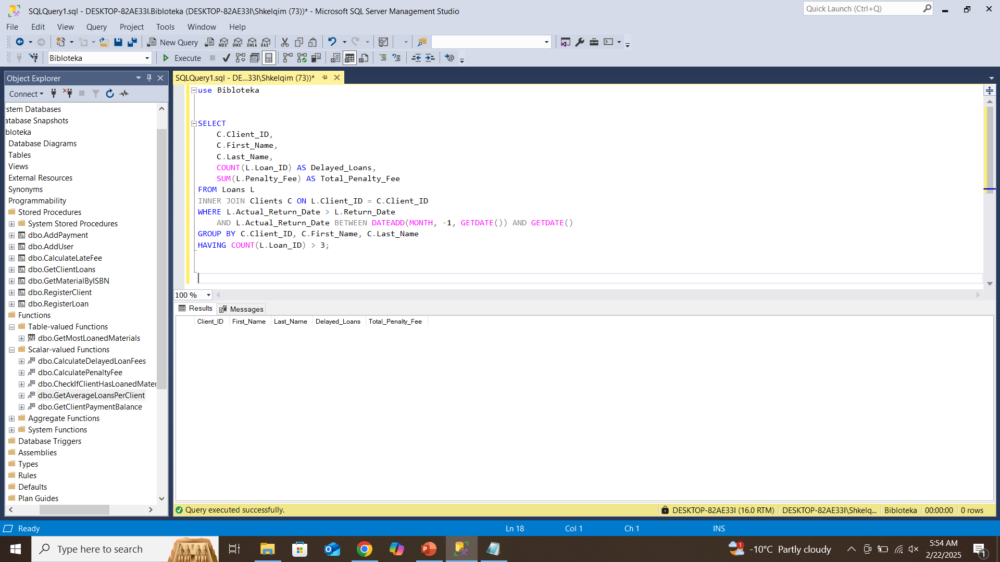 SQLQuery1.sql - DESKTOP-82AE33I.Bibloteka (DESKTOP-82AE33I\Shkelqim (73))* - Microsoft SQL Server Management Studio
Quick Launch (Ctrl+Q)
File Edit View Query Project Tools Window Help
New Query
MDX DMX XMLA DAX
Bibloteka
Execute
Object Explorer
Connect
stem Databases
atabase Snapshots
bloteka
Database Diagrams
Tables
Views
External Resources
Synonyms
Programmability
Stored Procedures
System Stored Procedures
dbo.AddPayment
dbo.AddUser
dbo.CalculateLateFee
dbo.GetClientLoans
dbo.GetMaterialByISBN
dbo.RegisterClient
dbo.RegisterLoan
Functions
Table-valued Functions
dbo.GetMostLoanedMaterials
Scalar-valued Functions
dbo.CalculateDelayedLoanFees
dbo.CalculatePenaltyFee
dbo.CheckIfClientHasLoanedMater
dbo.GetAverageLoansPerClient
dbo.GetClientPaymentBalance
Aggregate Functions
System Functions
Database Triggers
Assemblies
Types
Rules
Defaults
Plan Guides
SQLQuery1.sql - DE...33I\Shkelqim (73))*
use Bibloteka
SELECT
C.Client_ID,
C.First_Name,
C.Last_Name,
COUNT(L.Loan_ID) AS Delayed_Loans,
SUM(L.Penalty_Fee) AS Total_Penalty_Fee
FROM Loans L
INNER JOIN Clients C ON L.Client_ID = C.Client_ID
WHERE L.Actual_Return_Date > L.Return_Date
AND L.Actual_Return_Date BETWEEN DATEADD(MONTH, -1, GETDATE()) AND GETDATE()
GROUP BY C.Client_ID, C.First_Name, C.Last_Name
HAVING COUNT(L.Loan_ID) > 3;
100 %
Results Messages
Client_ID First_Name Last_Name Delayed_Loans Total_Penalty_Fee
Query executed successfully.
DESKTOP-82AE33I (16.0 RTM) DESKTOP-82AE33I\Shkelq... Bibloteka 00:00:00 0 rows
Ready
Ln 18 Col 1 Ch 1 INS
Type here to search
1
-10°C Partly cloudy
5:54 AM
2/22/2025
1